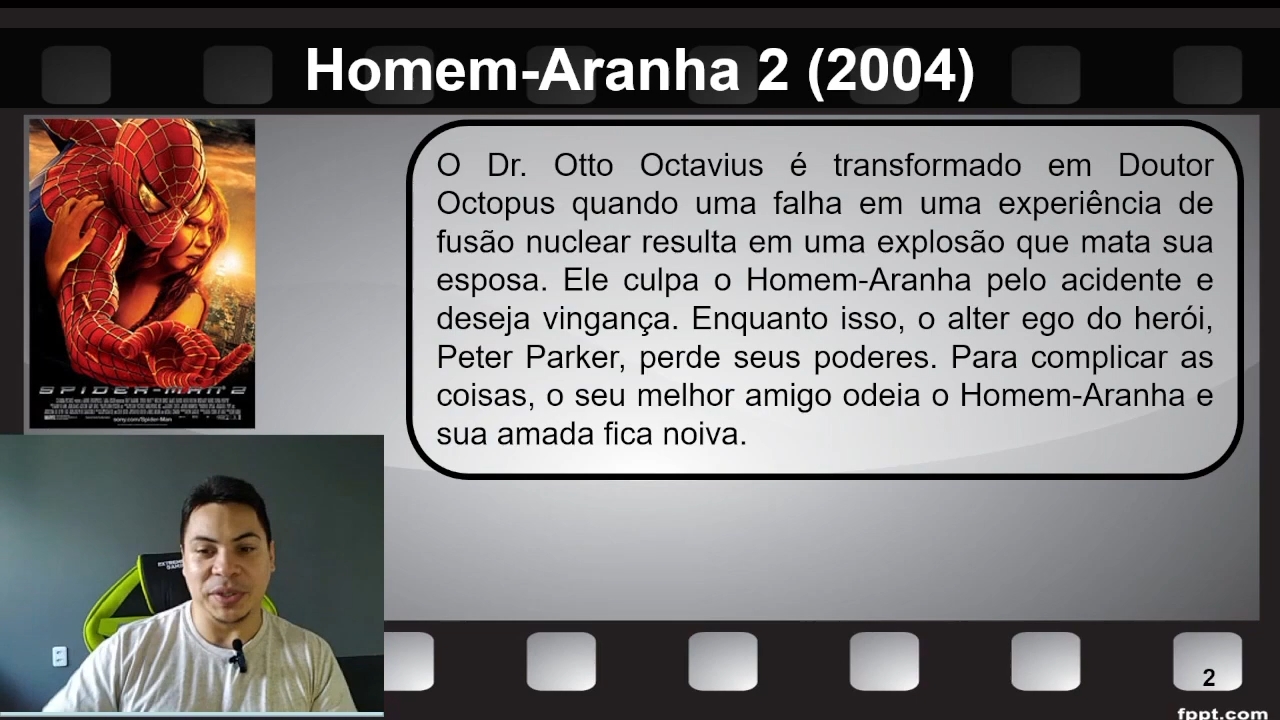 Homem-Aranha 2 (2004)
O Dr. Otto Octavius é transformado em Doutor
Octopus quando uma falha em uma experiência de
fusão nuclear resulta em uma explosão que mata sua
esposa. Ele culpa o Homem-Aranha pelo acidente e
deseja vingança. Enquanto isso, o alter ego do herói,
Peter Parker, perde seus poderes. Para complicar as
coisas, o seu melhor amigo odeia o Homem-Aranha e
sua amada fica noiva.
SPIDER-MAN 2
sony.com/Spider-Man
2
fppt.com